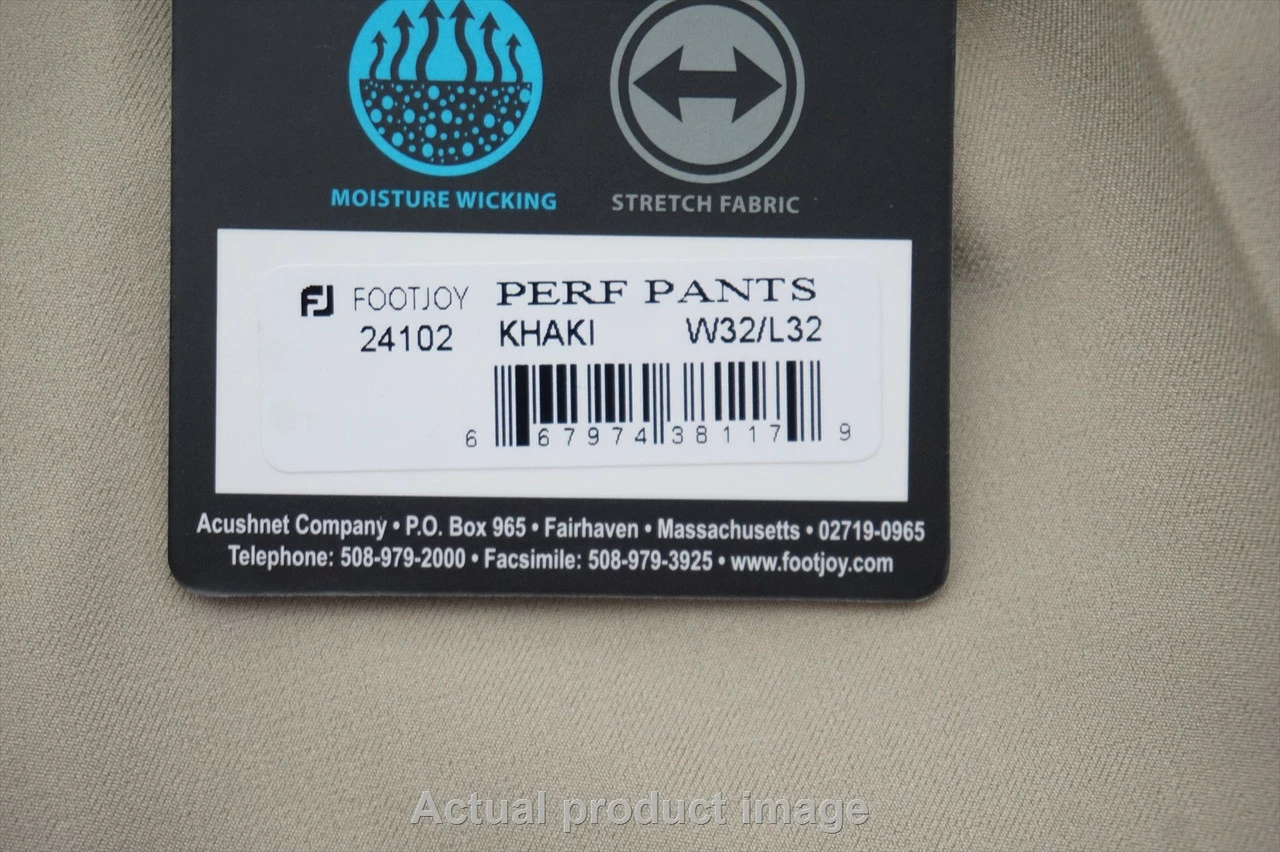 MOISTURE WICKING STRETCH FABRIC
FJ FOOTJOY PERF PANTS
24102 KHAKI W32/L32
6 67974 38117 9
Acushnet Company • P.O. Box 965 • Fairhaven • Massachusetts • 02719-0965
Telephone: 508-979-2000 • Facsimile: 508-979-3925 • www.footjoy.com
Actual product image